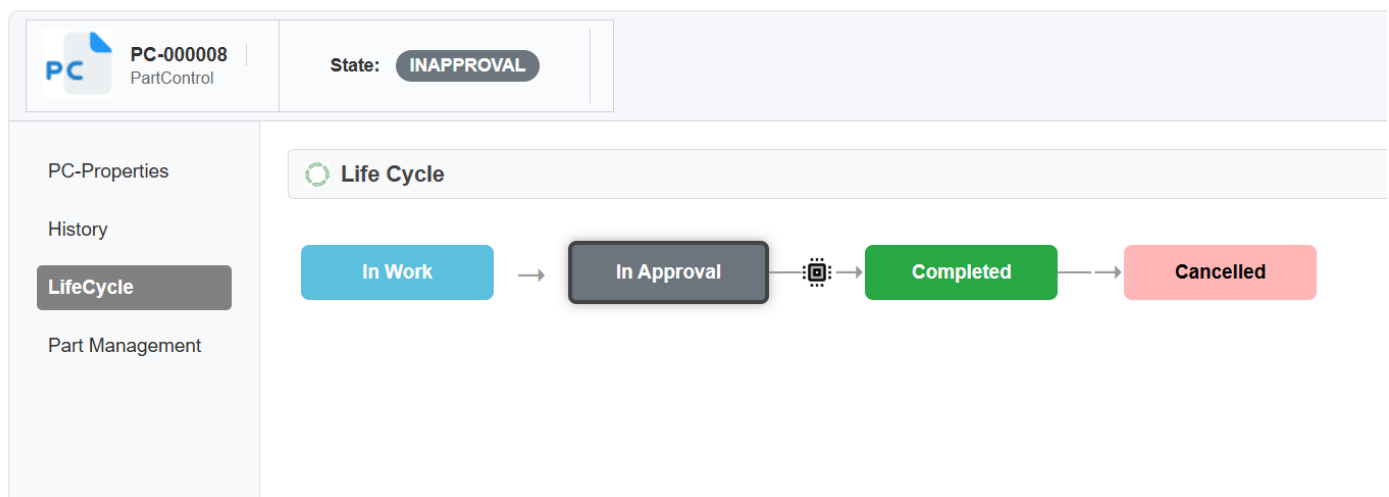 PC
PC-000008
PartControl
State: INAPPROVAL
PC-Properties
History
LifeCycle
Part Management
Life Cycle
In Work
In Approval
Completed
Cancelled